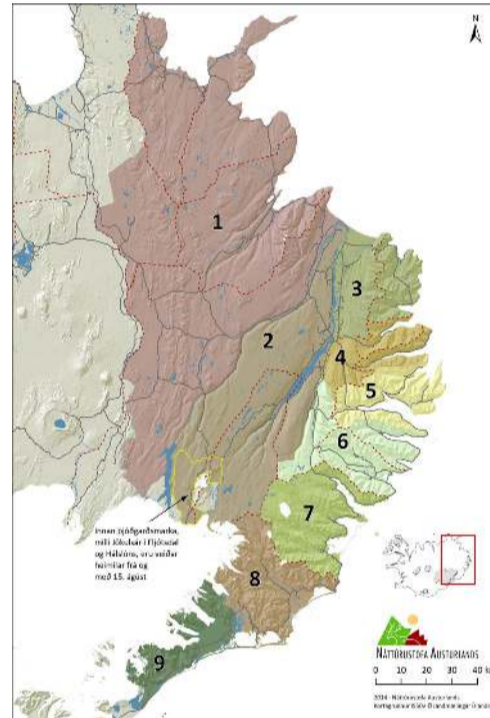 N
1
2
3
4
5
6
7
8
9
Innan þjóðgarðsmarka,
milli Jökulsár í Fljótsdal
og Hálslóns, eru veiðar
heimilar frá og
með 15. ágúst
NÁTTÚRUSTOFA AUSTURLANDS
0 10 20 30 40
2014 - Náttúrustofa Austurlands